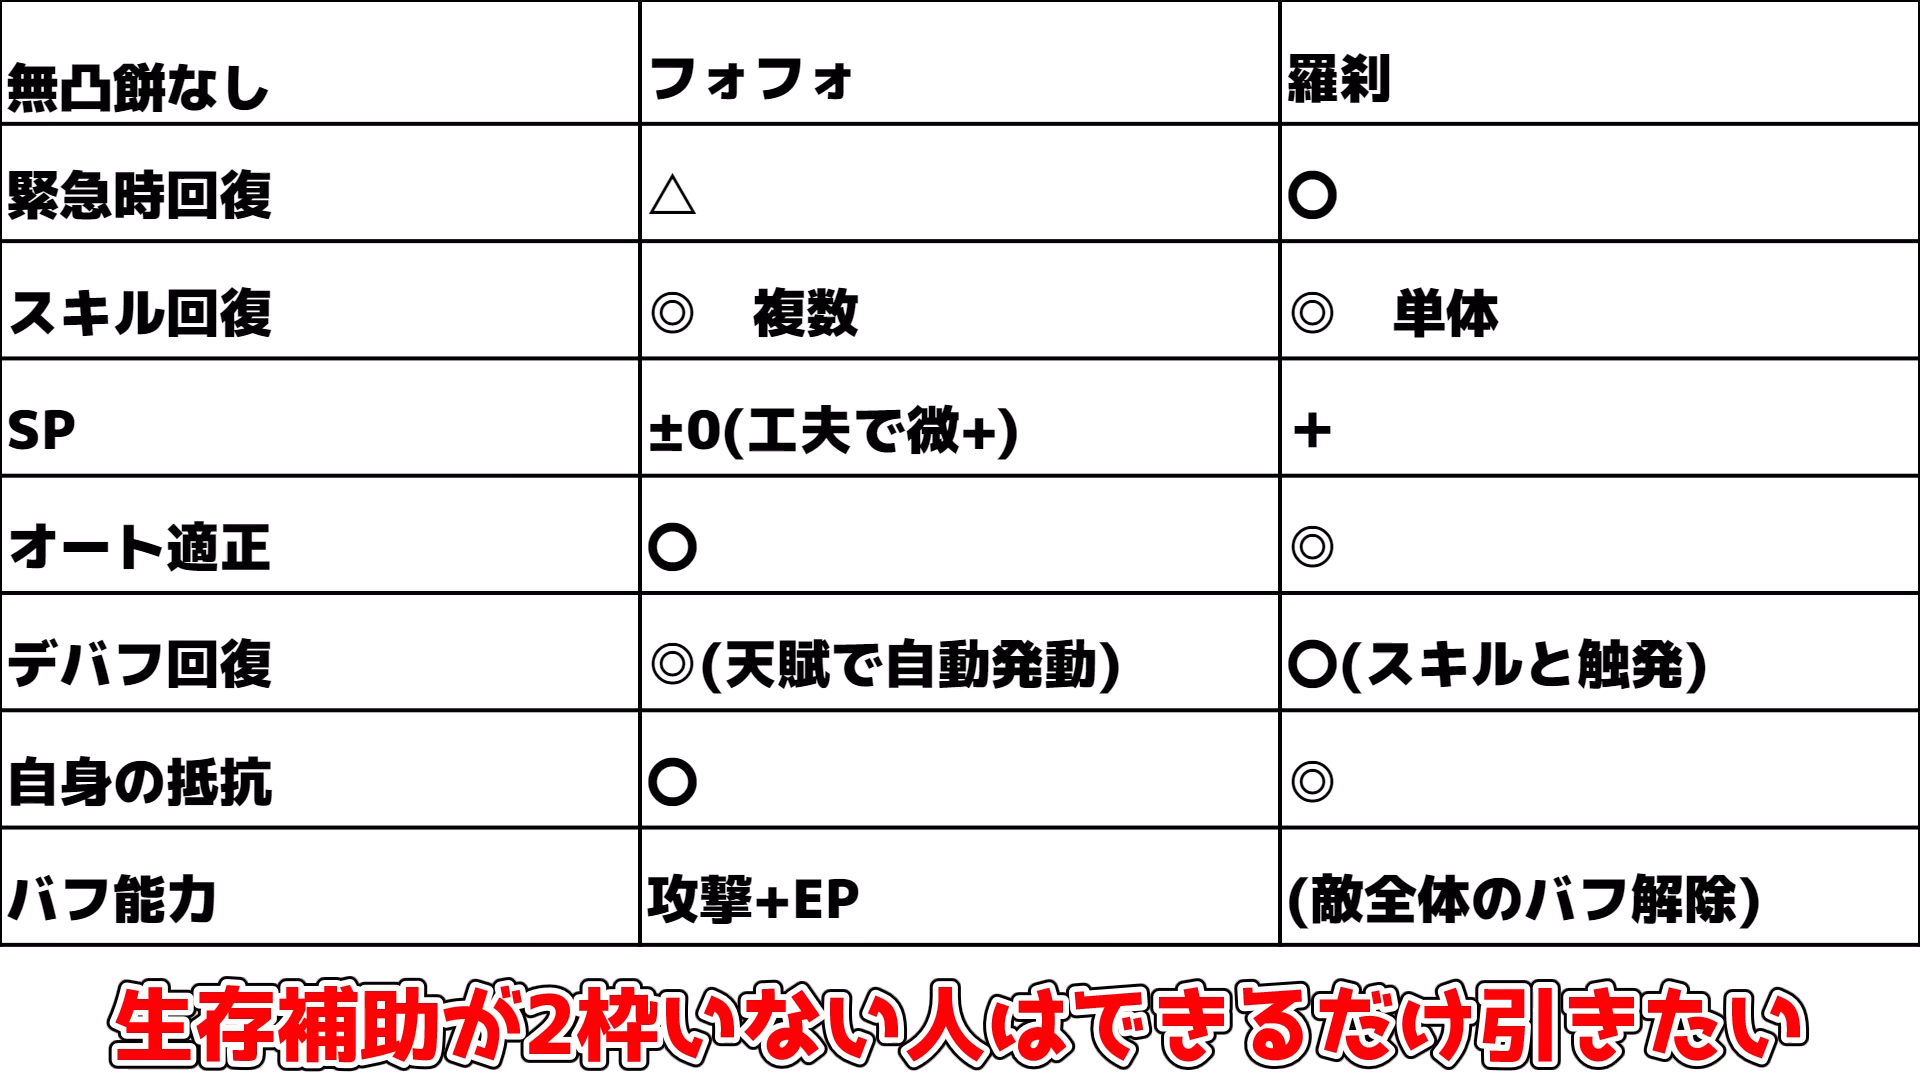 無凸餅なし フォフォ 羅刹
緊急時回復 △ ○
スキル回復 ◎　複数 ◎　単体
SP ±0(工夫で微+) +
オート適正 ○ ◎
デバフ回復 ◎(天賦で自動発動) ○(スキルと触発)
自身の抵抗 ○ ◎
バフ能力 攻撃+EP (敵全体のバフ解除)
生存補助が2枠いない人はできるだけ引きたい